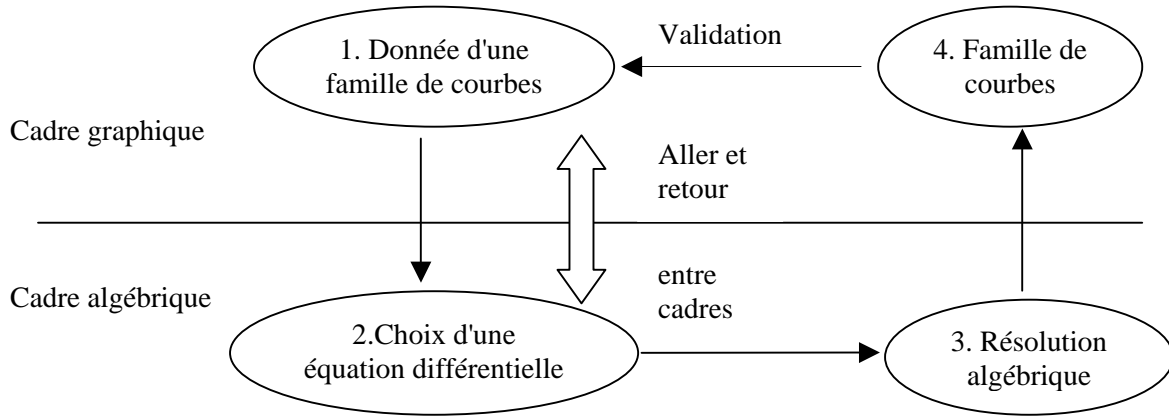 1. Donnée d'une
famille de courbes
Validation
4. Famille de
courbes
Cadre graphique
Aller et
retour
Cadre algébrique
entre
cadres
2.Choix d'une
équation différentielle
3. Résolution
algébrique